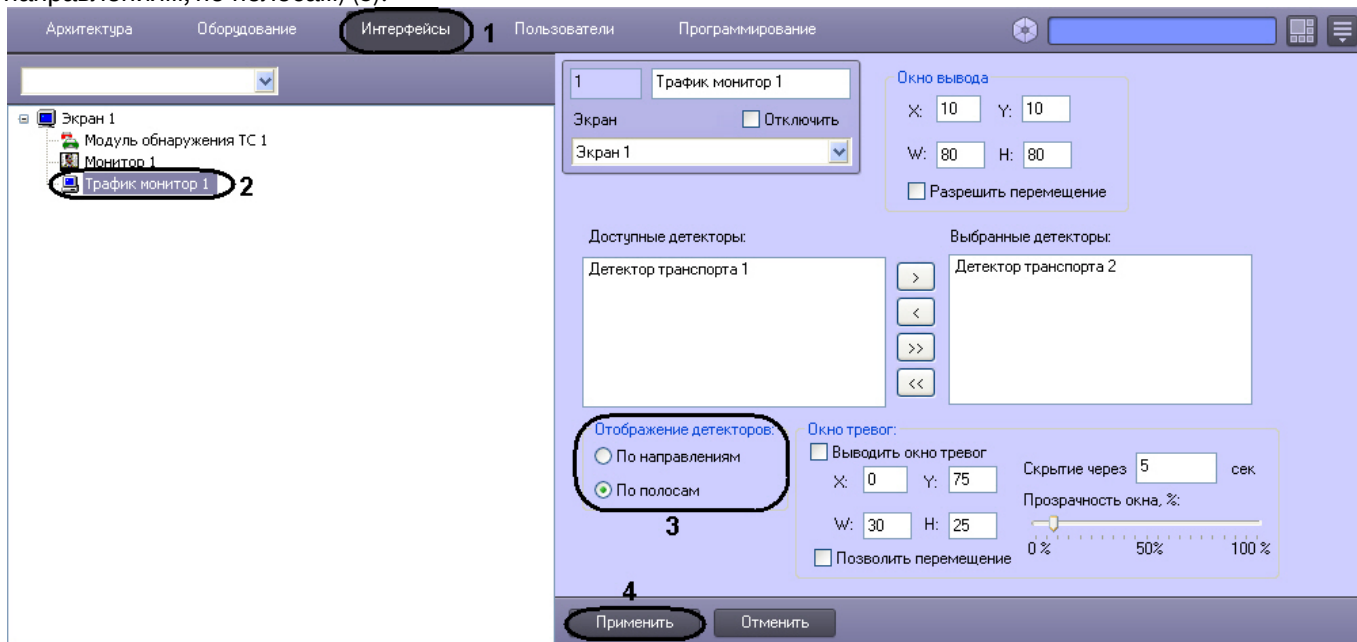 направлениям, по полосам) (3).
Архитектура Оборудование Интерфейсы 1 Пользователи Программирование
1 Трафик монитор 1
Экран Отключить
Экран 1
Окно вывода
X: 10 Y: 10
W: 80 H: 80
Разрешить перемещение
Экран 1
Модуль обнаружения ТС 1
Монитор 1
Трафик монитор 1 2
Доступные детекторы: Выбранные детекторы:
Детектор транспорта 1 Детектор транспорта 2
>
<
>>
<<
Отображение детекторов:
По направлениям
По полосам
3
Окно тревог:
Выводить окно тревог
X: 0 Y: 75
W: 30 H: 25
Позволить перемещение
Скрытие через 5 сек
Прозрачность окна, %:
0 % 50% 100 %
4
Применить Отменить